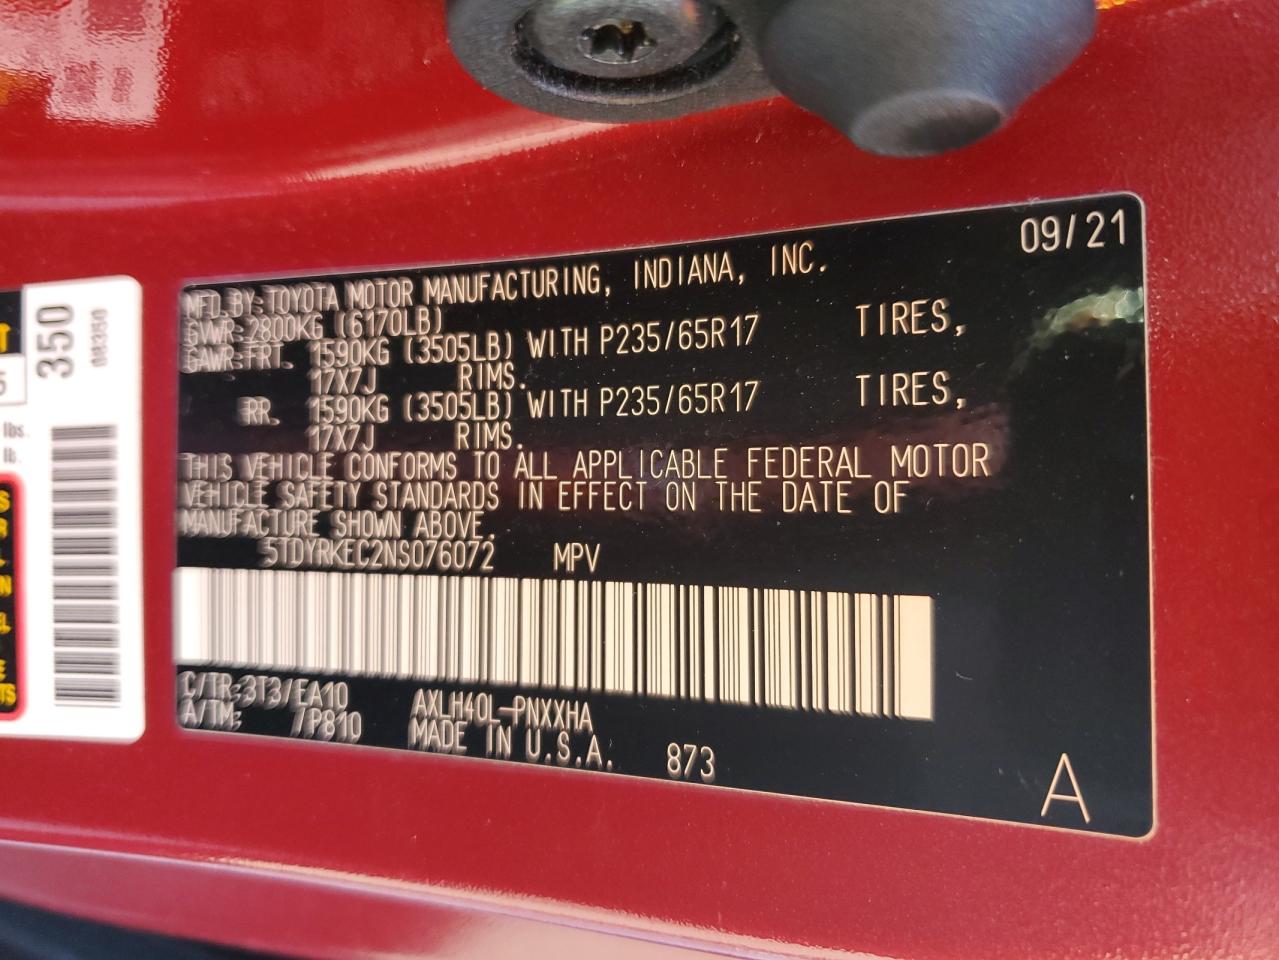 MFD.BY:TOYOTA MOTOR MANUFACTURING, INDIANA, INC. 09/21
GVWR:2800KG (6170LB)
GAWR:FRT. 1590KG (3505LB) WITH P235/65R17 TIRES,
17X7J RIMS.
RR. 1590KG (3505LB) WITH P235/65R17 TIRES,
17X7J RIMS.
THIS VEHICLE CONFORMS TO ALL APPLICABLE FEDERAL MOTOR
VEHICLE SAFETY STANDARDS IN EFFECT ON THE DATE OF
MANUFACTURE SHOWN ABOVE.
5TDYRKEC2NS076072 MPV
C/TR:3T3/EA10 AXLH40L-PNXXHA
A/TM: /P810 MADE IN U.S.A. 873
A
350
08350
lbs.
lb.